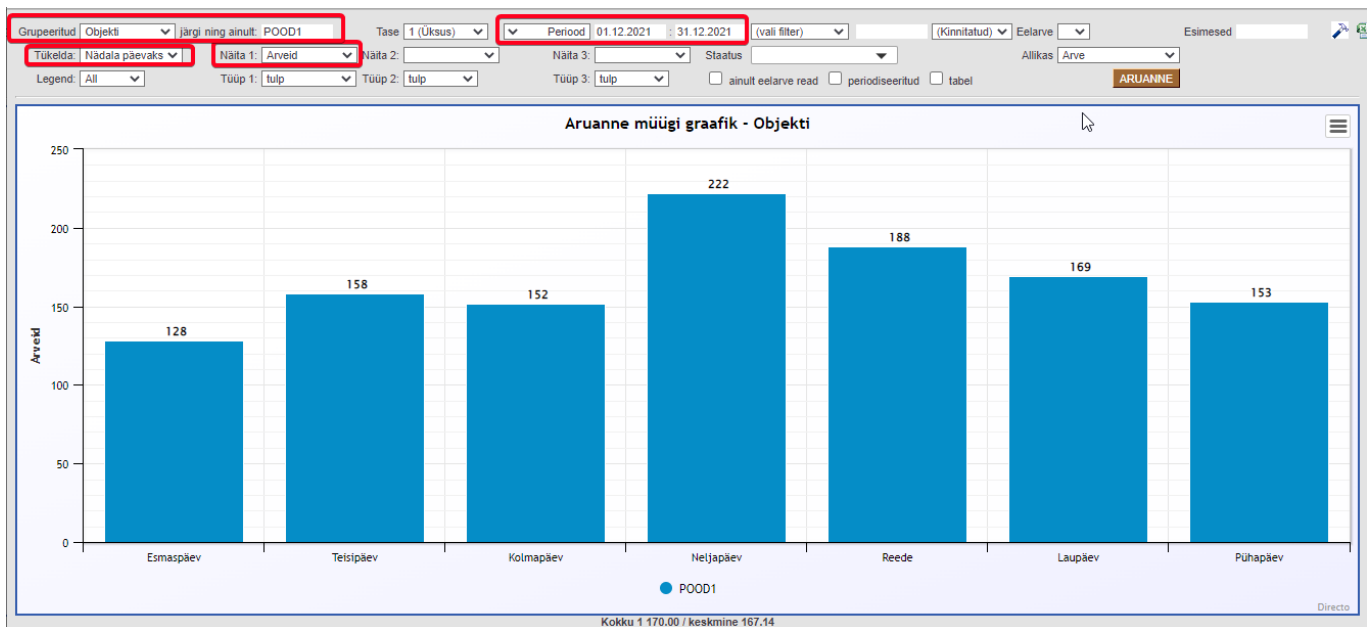 Grupeeritud Objekti järgi ning ainult: POOD1 Tase 1 (Üksus) Periood 01.12.2021 : 31.12.2021 (vali filter) (Kinnitatud) Eelarve Esimesed
Tükelda: Nädala päevaks Näita 1: Arveid Näita 2: Näita 3: Staatus Allikas Arve
Legend: All Tüüp 1: tulp Tüüp 2: tulp Tüüp 3: tulp ainult eelarve read periodiseeritud tabel ARUANNE
Aruanne müügi graafik - Objekti
250
222
200
188
169
158
152
153
150
128
Arveid
100
50
0
Esmaspäev Teisipäev Kolmapäev Neljapäev Reede Laupäev Pühapäev
POOD1
Directo
Kokku 1 170.00 / keskmine 167.14